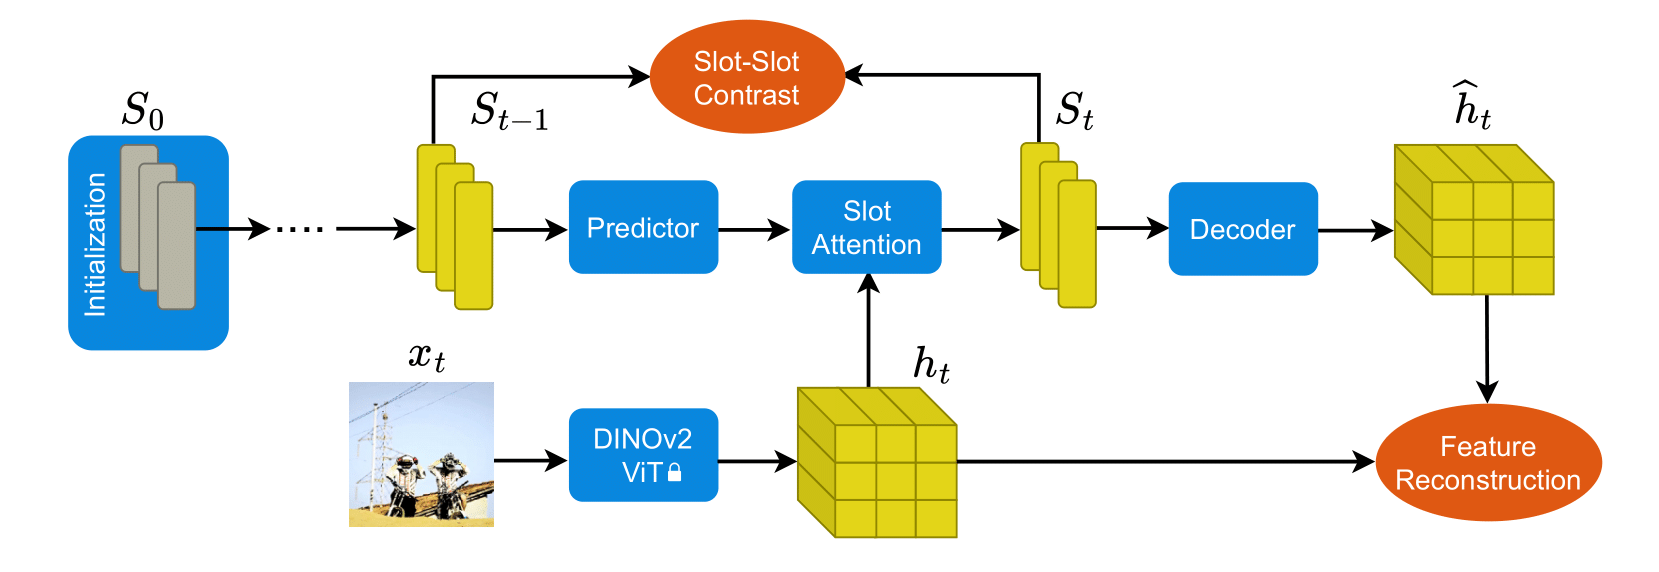 Slot-Slot
Contrast
S_0
S_{t-1}
S_t
\widehat{h}_t
Initialization
....
Predictor
Slot
Attention
Decoder
x_t
h_t
DINOv2
ViT
Feature
Reconstruction